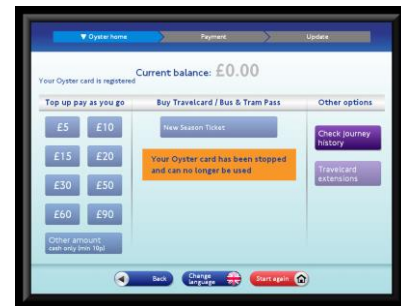 ▼ Oyster home
Payment
Update
Current balance: £0.00
Your Oyster card is registered
Top up pay as you go
Buy Travelcard / Bus & Tram Pass
Other options
£5
£10
New Season Ticket
Check journey
history
£15
£20
Your Oyster card has been stopped
and can no longer be used
Travelcard
extensions
£30
£50
£60
£90
Other amount
cash only (min 10p)
Back
Change
language
Start again